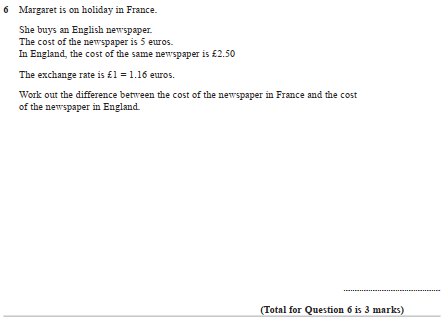 6 Margaret is on holiday in France.
She buys an English newspaper.
The cost of the newspaper is 5 euros.
In England, the cost of the same newspaper is £2.50
The exchange rate is £1 = 1.16 euros.
Work out the difference between the cost of the newspaper in France and the cost
of the newspaper in England.
(Total for Question 6 is 3 marks)